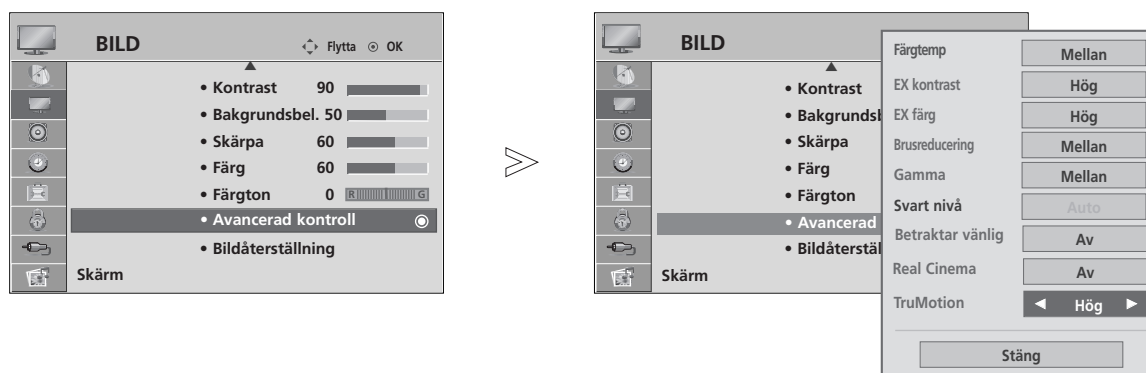 BILD
Flytta OK
• Kontrast 90
• Bakgrundsbel. 50
• Skärpa 60
• Färg 60
• Färgton 0 R G
• Avancerad kontroll
• Bildåterställning
Skärm
BILD
• Kontrast
• Bakgrundsb
• Skärpa
• Färg
• Färgton
• Avancerad
• Bildåterstäl
Skärm
Färgtemp Mellan
EX kontrast Hög
EX färg Hög
Brusreducering Mellan
Gamma Mellan
Svart nivå Auto
Betraktar vänlig Av
Real Cinema Av
TruMotion ◄ Hög ►
Stäng